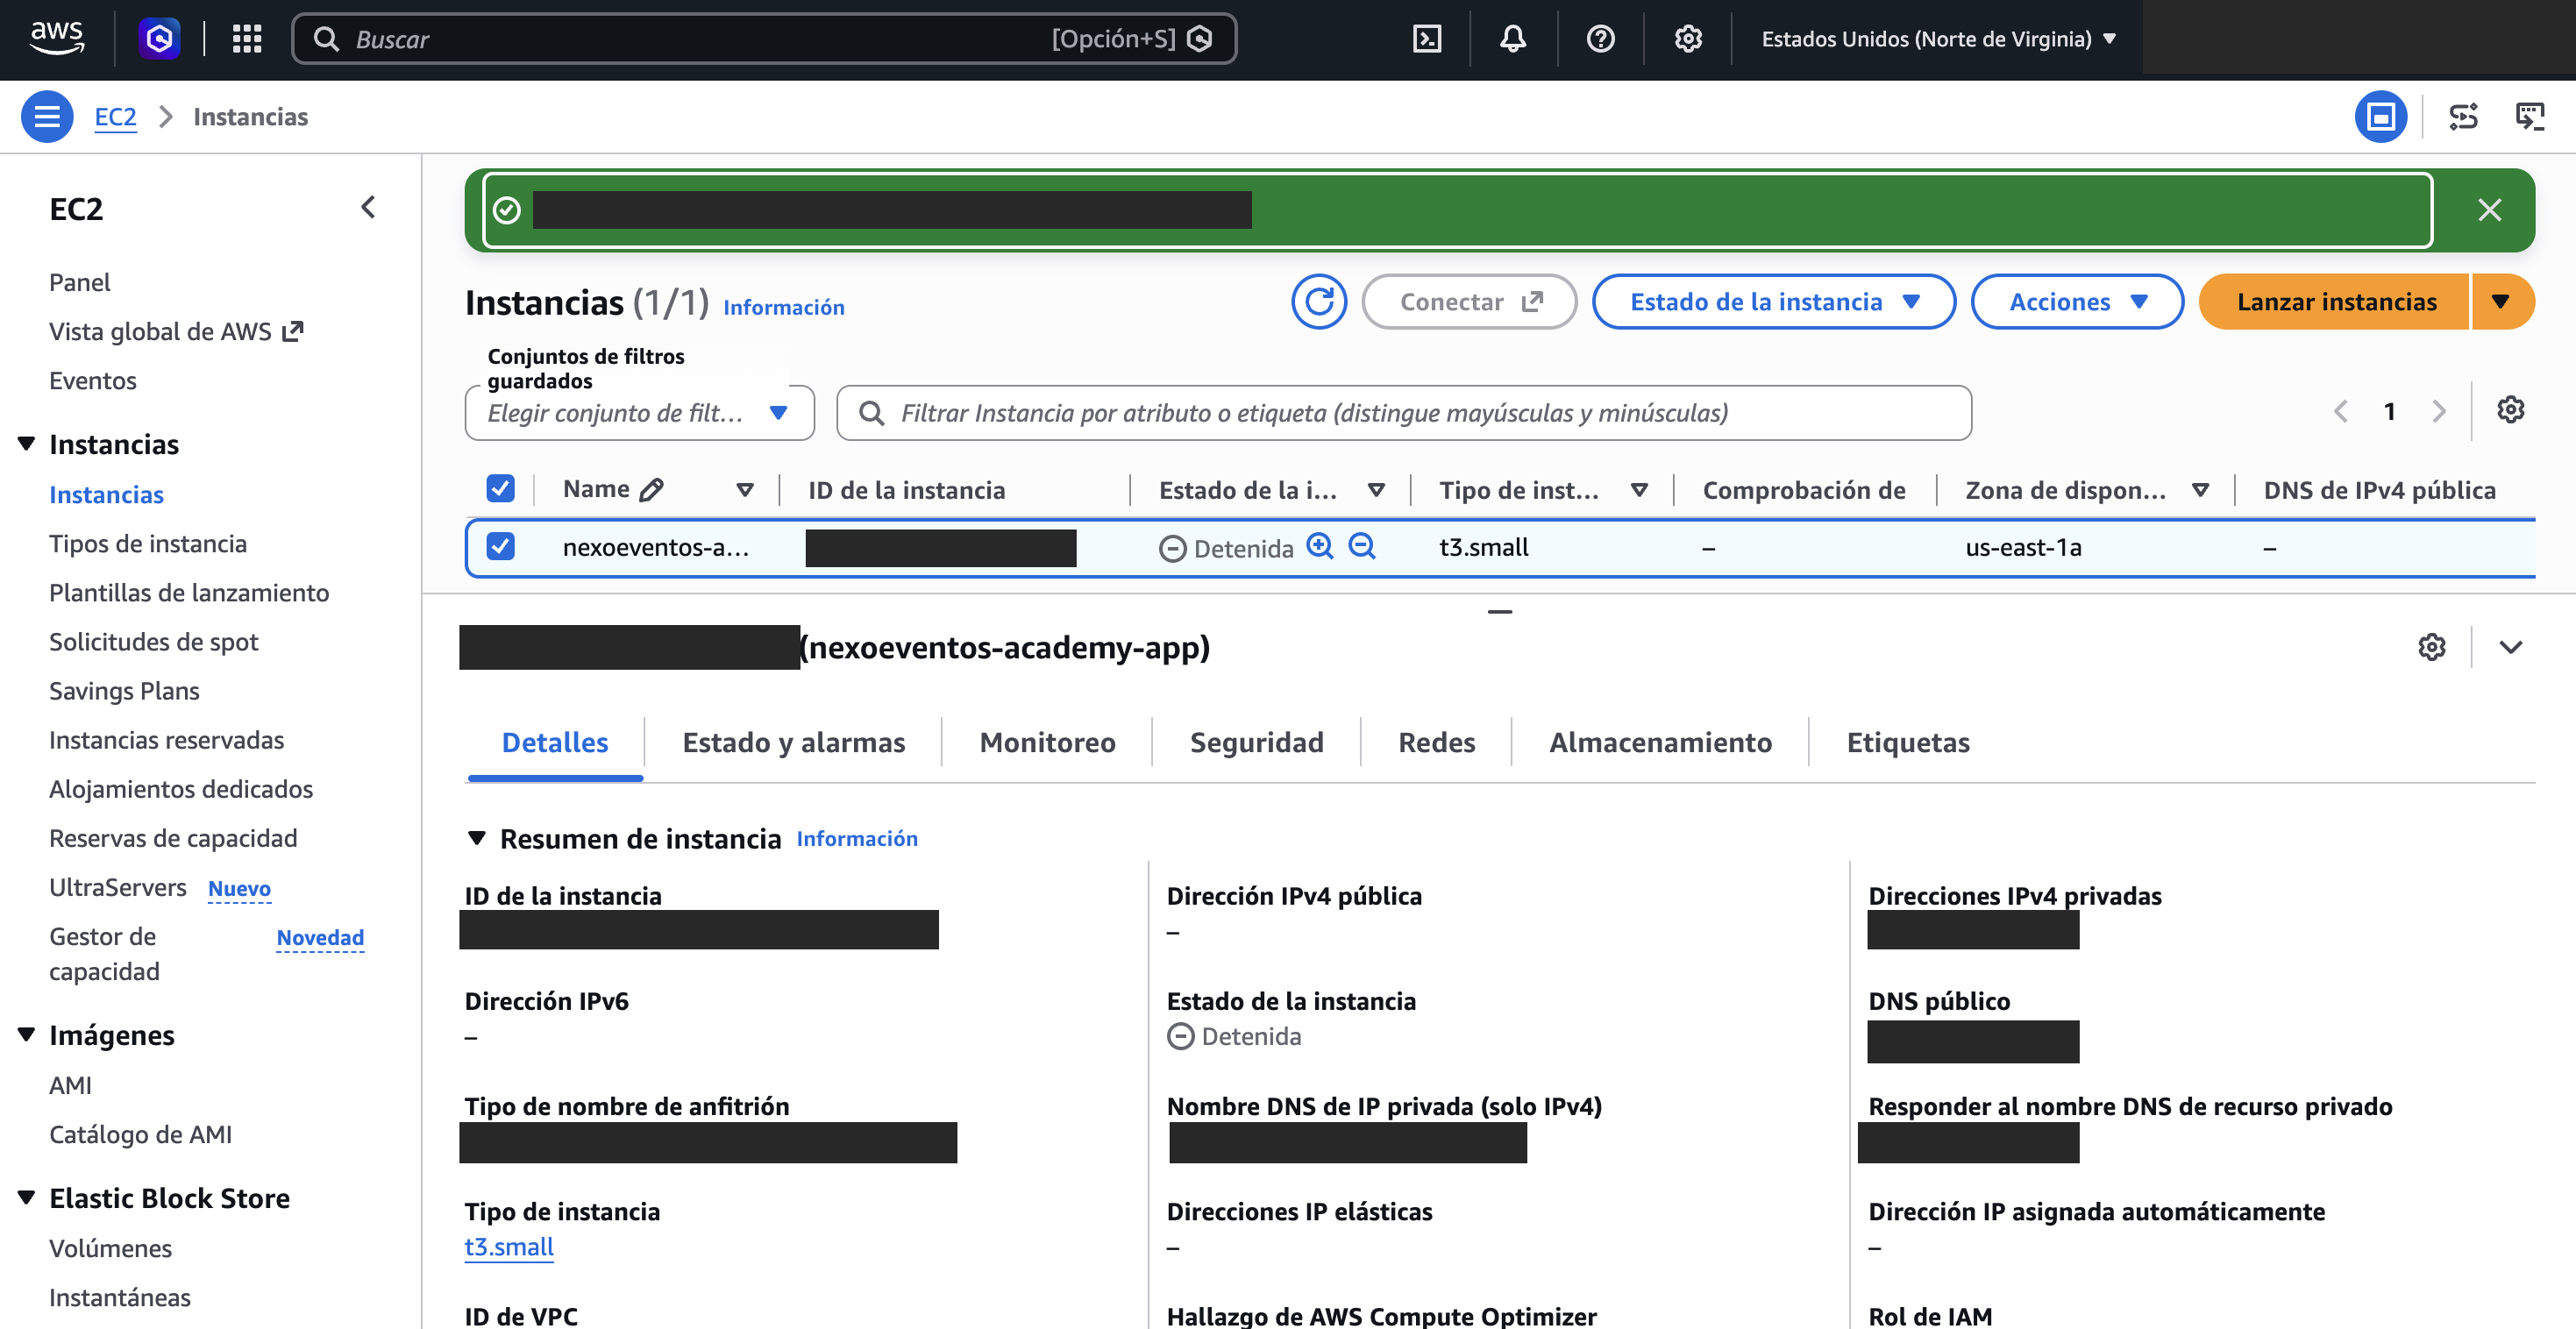 aws
Buscar
[Opción+S]
Estados Unidos (Norte de Virginia)
EC2
Instancias
EC2
Panel
Vista global de AWS
Eventos
Instancias
Instancias
Tipos de instancia
Plantillas de lanzamiento
Solicitudes de spot
Savings Plans
Instancias reservadas
Alojamientos dedicados
Reservas de capacidad
UltraServers Nuevo
Gestor de Novedad
capacidad
Imágenes
AMI
Catálogo de AMI
Elastic Block Store
Volúmenes
Instantáneas
Instancias (1/1) Información
Conectar
Estado de la instancia
Acciones
Lanzar instancias
Conjuntos de filtros
guardados
Elegir conjunto de filt...
Filtrar Instancia por atributo o etiqueta (distingue mayúsculas y minúsculas)
1
Name
ID de la instancia
Estado de la i...
Tipo de inst...
Comprobación de
Zona de dispon...
DNS de IPv4 pública
nexoeventos-a...
Detenida
t3.small
–
us-east-1a
–
(nexoeventos-academy-app)
Detalles
Estado y alarmas
Monitoreo
Seguridad
Redes
Almacenamiento
Etiquetas
Resumen de instancia Información
ID de la instancia
Dirección IPv4 pública
–
Direcciones IPv4 privadas
Dirección IPv6
–
Estado de la instancia
Detenida
DNS público
Tipo de nombre de anfitrión
Nombre DNS de IP privada (solo IPv4)
Responder al nombre DNS de recurso privado
Tipo de instancia
t3.small
Direcciones IP elásticas
–
Dirección IP asignada automáticamente
–
ID de VPC
Hallazgo de AWS Compute Optimizer
Rol de IAM